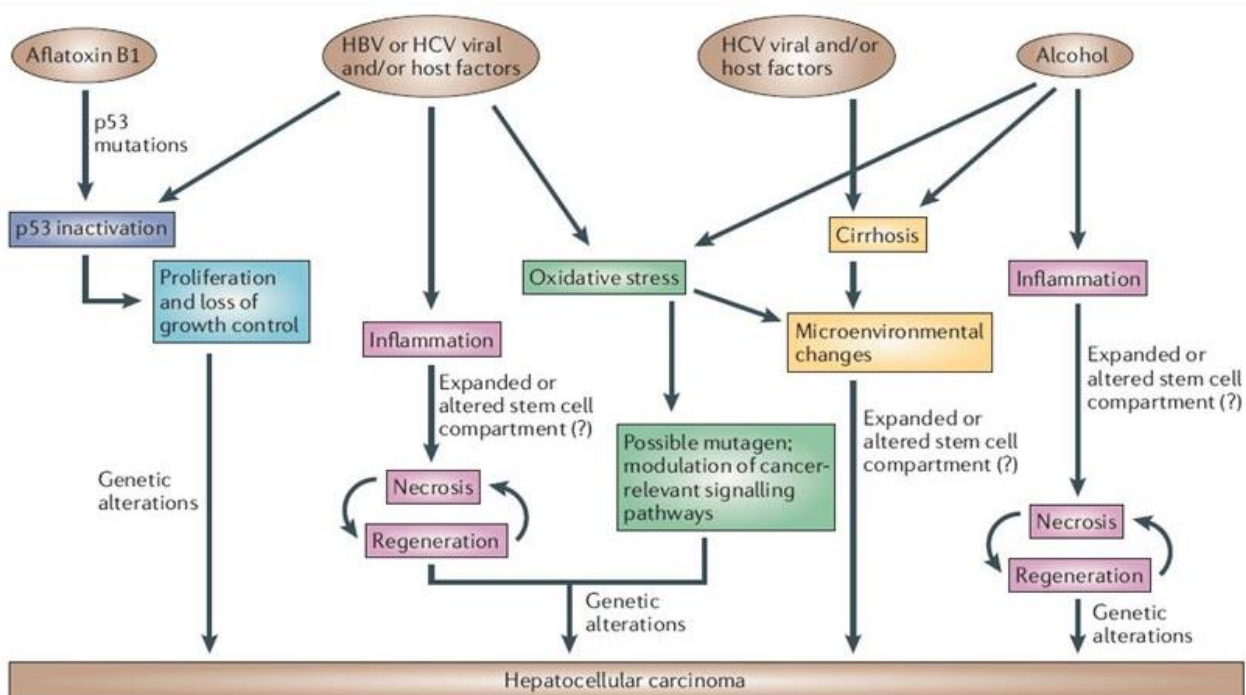 Aflatoxin B1
HBV or HCV viral
and/or host factors
HCV viral and/or
host factors
Alcohol
p53
mutations
p53 inactivation
Cirrhosis
Proliferation
and loss of
growth control
Oxidative stress
Inflammation
Inflammation
Microenvironmental
changes
Expanded or
altered stem cell
compartment (?)
Expanded or
altered stem cell
compartment (?)
Expanded or
altered stem cell
compartment (?)
Possible mutagen;
modulation of cancer-
relevant signalling
pathways
Genetic
alterations
Necrosis
Regeneration
Necrosis
Regeneration
Genetic
alterations
Genetic
alterations
Hepatocellular carcinoma